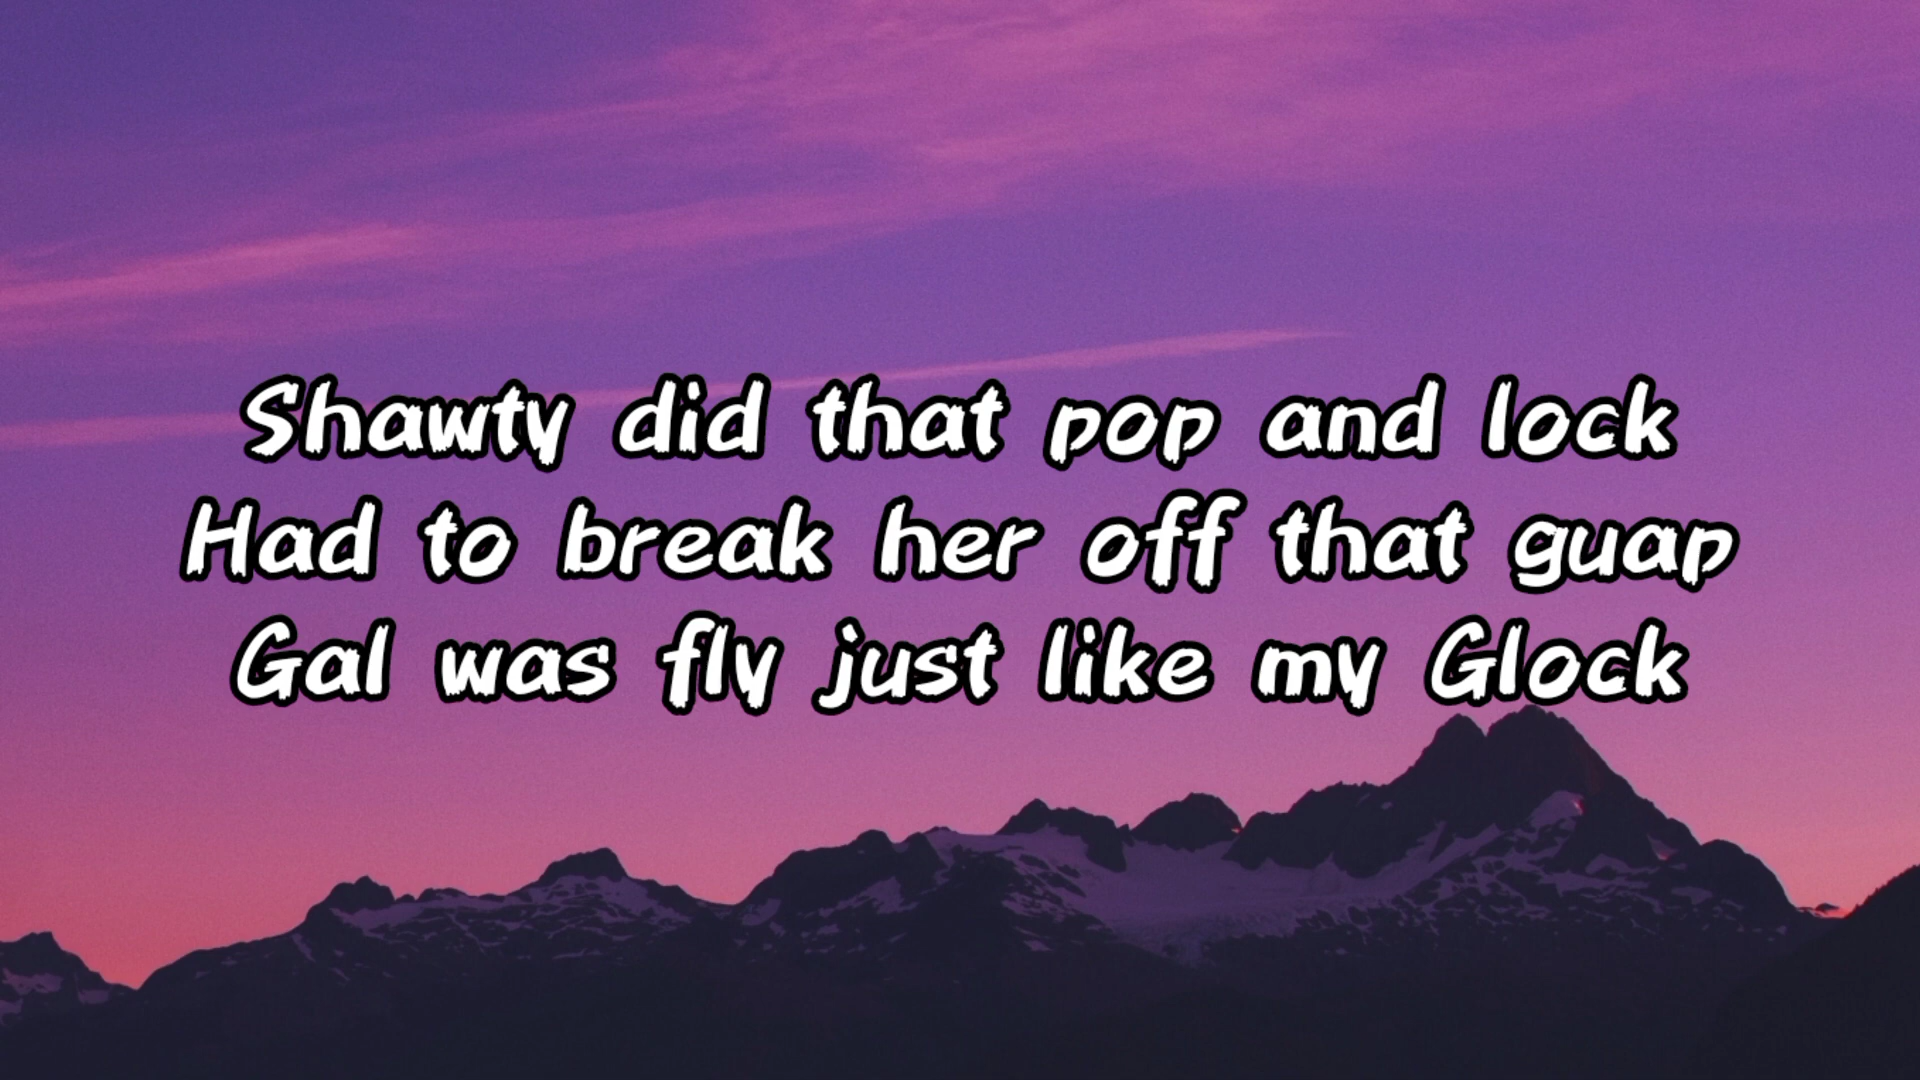 Shawty did that pop and lock
Had to break her off that guap
Gal was fly just like my Glock